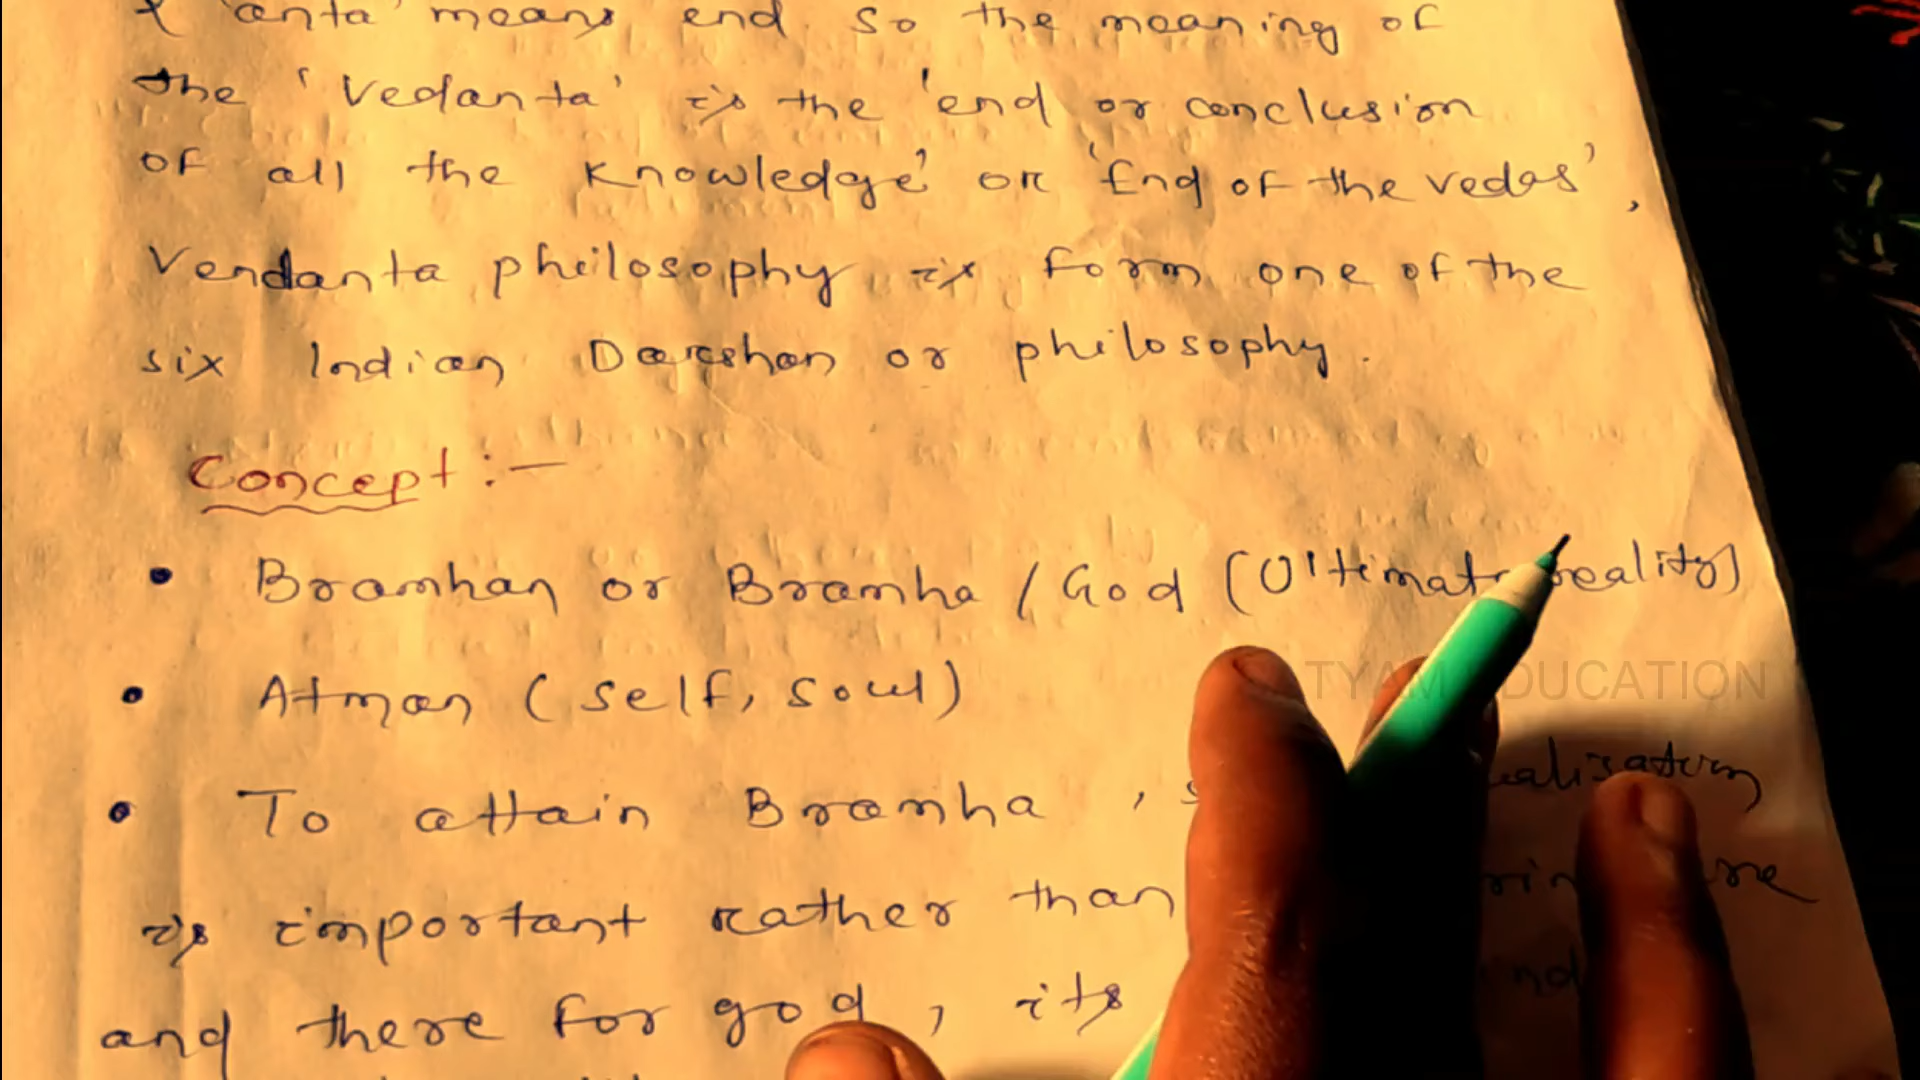 & 'anta' means end. so the meaning of
the 'Vedanta' is the 'end or conclusion
of all the Knowledge' or 'End of the vedas',
Vendanta philosophy is form one of the
six Indian Darshan or philosophy.
Concept :-
• Bramhan or Bramha / God (Ultimate reality)
• Atman (self, soul)
TYAM EDUCATION
• To attain Bramha ,
is important rather than
and there for god, its